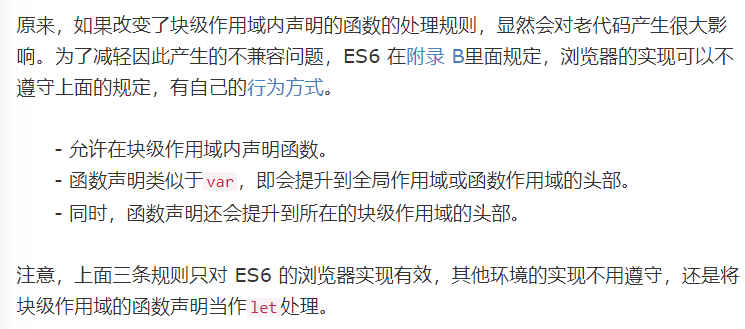 原来，如果改变了块级作用域内声明的函数的处理规则，显然会对老代码产生很大影
响。为了减轻因此产生的不兼容问题，ES6 在附录 B里面规定，浏览器的实现可以不
遵守上面的规定，有自己的行为方式。
- 允许在块级作用域内声明函数。
- 函数声明类似于var，即会提升到全局作用域或函数作用域的头部。
- 同时，函数声明还会提升到所在的块级作用域的头部。
注意，上面三条规则只对 ES6 的浏览器实现有效，其他环境的实现不用遵守，还是将
块级作用域的函数声明当作let处理。